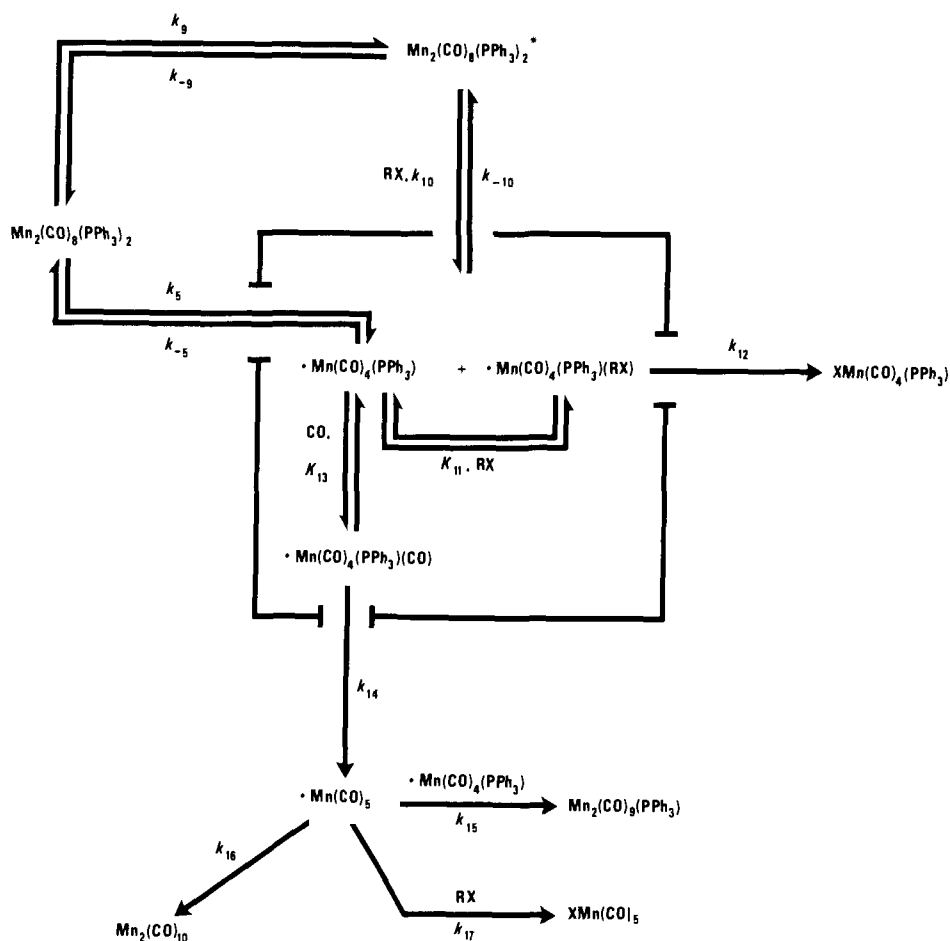 k₉
Mn₂(CO)₈(PPh₃)₂*
k₋₉
RX, k₁₀
k₋₁₀
Mn₂(CO)₈(PPh₃)₂
k₅
k₋₅
k₁₂
· Mn(CO)₄(PPh₃) + · Mn(CO)₄(PPh₃)(RX)
XMn(CO)₄(PPh₃)
CO,
K₁₃
K₁₁, RX
· Mn(CO)₄(PPh₃)(CO)
k₁₄
· Mn(CO)₄(PPh₃)
· Mn(CO)₅
Mn₂(CO)₉(PPh₃)
k₁₅
k₁₆
RX
XMn(CO)₅
k₁₇
Mn₂(CO)₁₀